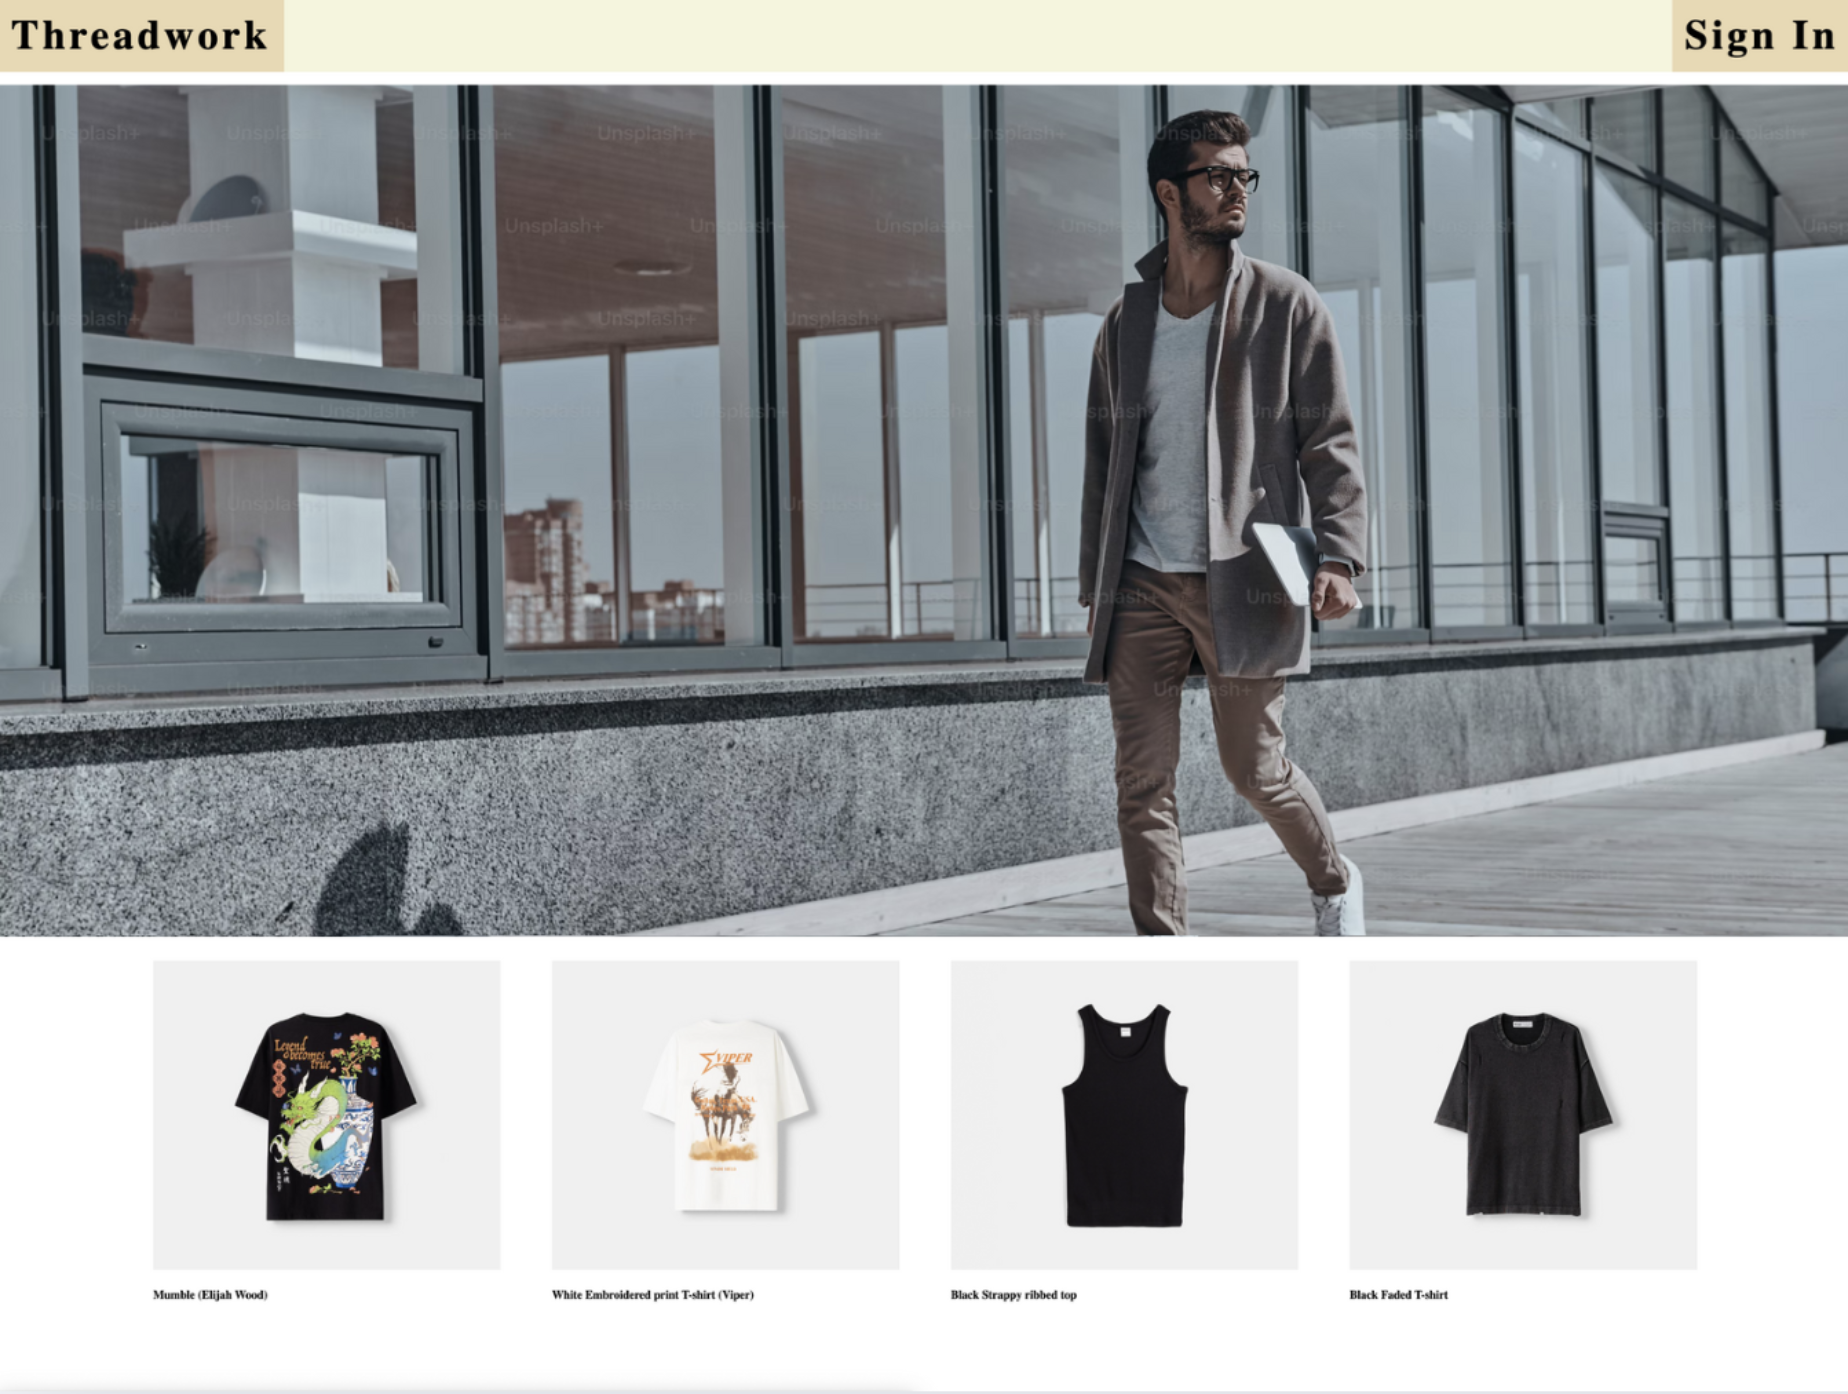 Threadwork
Sign In
Unsplash+
Legend
becomes
true
VIPER
Mumble (Elijah Wood)
White Embroidered print T-shirt (Viper)
Black Strappy ribbed top
Black Faded T-shirt